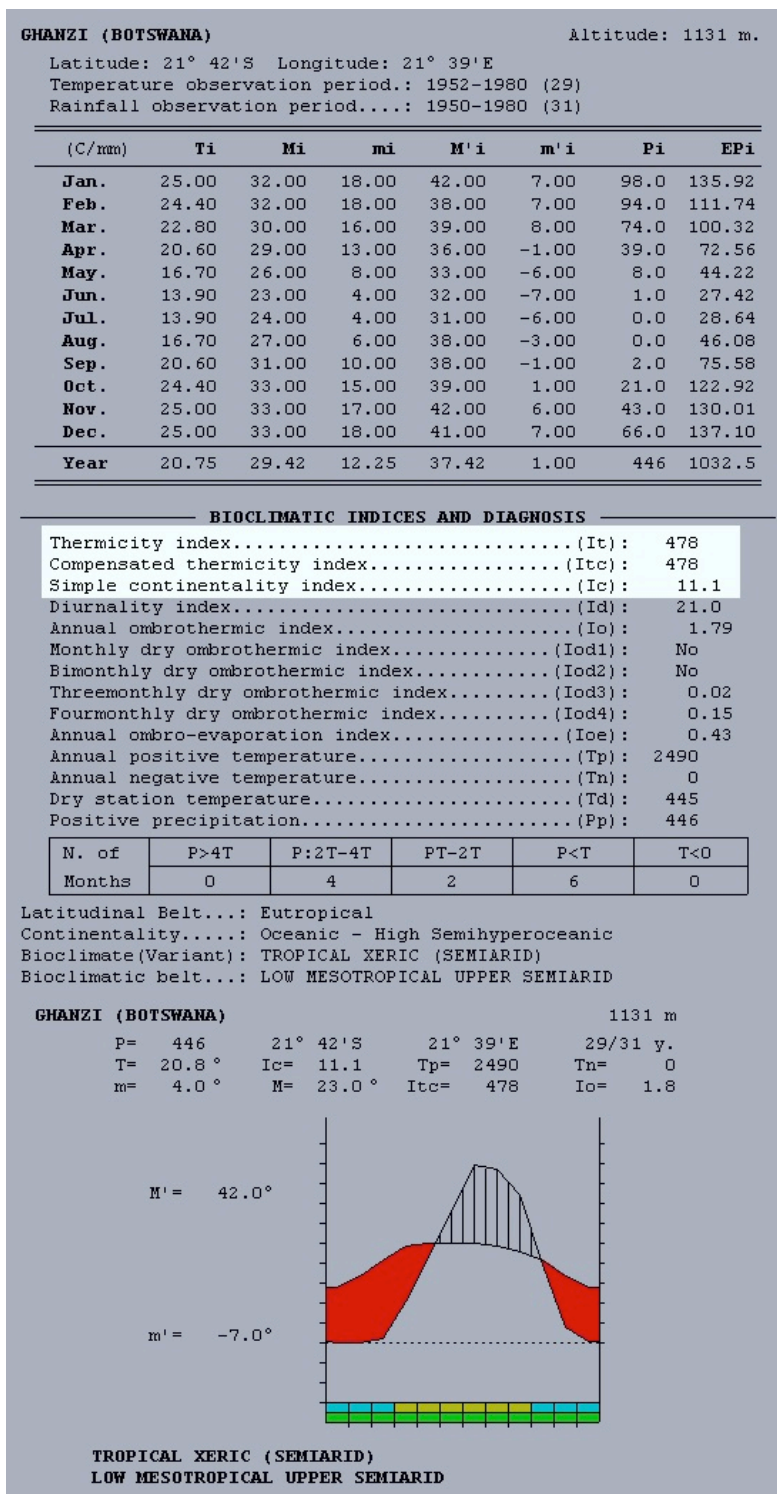 GHANZI (BOTSWANA) Altitude: 1131 m.
Latitude: 21° 42'S Longitude: 21° 39'E
Temperature observation period.: 1952-1980 (29)
Rainfall observation period....: 1950-1980 (31)
(C/mm) Ti Mi mi M'i m'i Pi EPi
Jan. 25.00 32.00 18.00 42.00 7.00 98.0 135.92
Feb. 24.40 32.00 18.00 38.00 7.00 94.0 111.74
Mar. 22.80 30.00 16.00 39.00 8.00 74.0 100.32
Apr. 20.60 29.00 13.00 36.00 -1.00 39.0 72.56
May. 16.70 26.00 8.00 33.00 -6.00 8.0 44.22
Jun. 13.90 23.00 4.00 32.00 -7.00 1.0 27.42
Jul. 13.90 24.00 4.00 31.00 -6.00 0.0 28.64
Aug. 16.70 27.00 6.00 38.00 -3.00 0.0 46.08
Sep. 20.60 31.00 10.00 38.00 -1.00 2.0 75.58
Oct. 24.40 33.00 15.00 39.00 1.00 21.0 122.92
Nov. 25.00 33.00 17.00 42.00 6.00 43.0 130.01
Dec. 25.00 33.00 18.00 41.00 7.00 66.0 137.10
Year 20.75 29.42 12.25 37.42 1.00 446 1032.5
BIOCLIMATIC INDICES AND DIAGNOSIS
Thermicity index..............................(It): 478
Compensated thermicity index.................(Itc): 478
Simple continentality index...................(Ic): 11.1
Diurnality index..............................(Id): 21.0
Annual ombrothermic index.....................(Io): 1.79
Monthly dry ombrothermic index..............(Iod1): No
Bimonthly dry ombrothermic index............(Iod2): No
Threemonthly dry ombrothermic index.........(Iod3): 0.02
Fourmonthly dry ombrothermic index..........(Iod4): 0.15
Annual ombro-evaporation index...............(Ioe): 0.43
Annual positive temperature...................(Tp): 2490
Annual negative temperature...................(Tn): 0
Dry station temperature.......................(Td): 445
Positive precipitation........................(Pp): 446
N. of P>4T P:2T-4T PT-2T P<T T<0
Months 0 4 2 6 0
Latitudinal Belt...: Eutropical
Continentality.....: Oceanic - High Semihyperoceanic
Bioclimate(Variant): TROPICAL XERIC (SEMIARID)
Bioclimatic belt...: LOW MESOTROPICAL UPPER SEMIARID
GHANZI (BOTSWANA) 1131 m
P= 446 21° 42'S 21° 39'E 29/31 y.
T= 20.8° Ic= 11.1 Tp= 2490 Tn= 0
m= 4.0° M= 23.0° Itc= 478 Io= 1.8
M'= 42.0°
m'= -7.0°
TROPICAL XERIC (SEMIARID)
LOW MESOTROPICAL UPPER SEMIARID